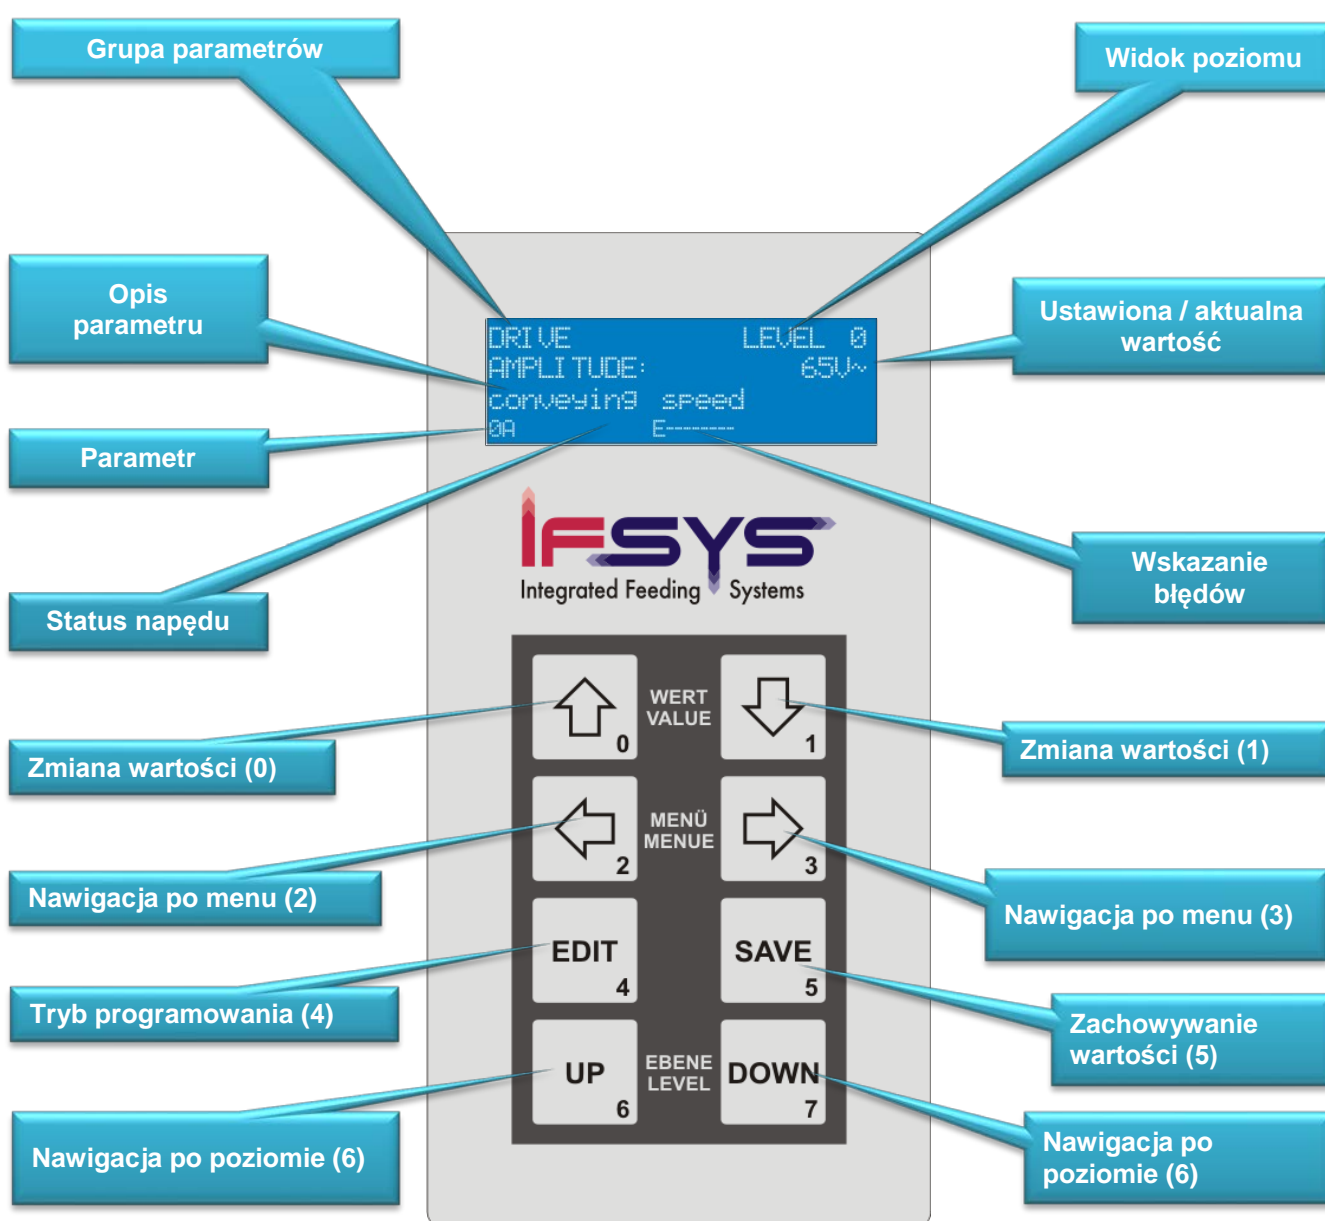 Grupa parametrów
Widok poziomu
Opis
parametru
Ustawiona / aktualna
wartość
DRIVE LEVEL 0
AMPLITUDE: 65V~
conveying speed
0A E--------
Parametr
Wskazanie
błędów
Status napędu
IFSYS
Integrated Feeding Systems
0
WERT
VALUE
1
Zmiana wartości (0)
Zmiana wartości (1)
2
MENÜ
MENUE
3
Nawigacja po menu (2)
Nawigacja po menu (3)
EDIT
4
SAVE
5
Tryb programowania (4)
Zachowywanie
wartości (5)
UP
6
EBENE
LEVEL
DOWN
7
Nawigacja po poziomie (6)
Nawigacja po
poziomie (6)